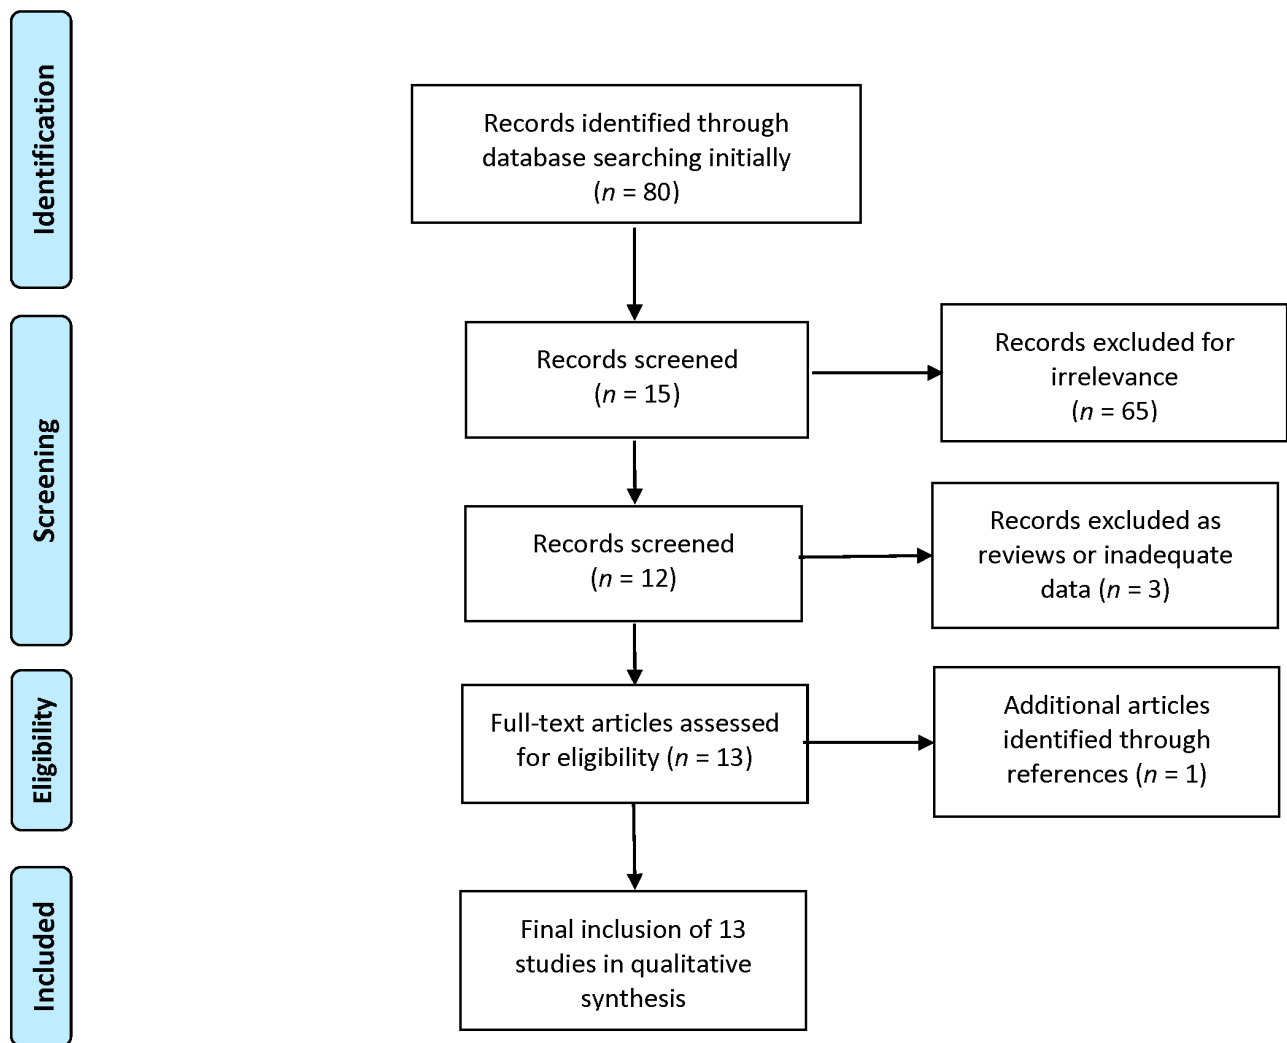 Identification
Records identified through
database searching initially
(n = 80)
Screening
Records screened
(n = 15)
Records excluded for
irrelevance
(n = 65)
Records screened
(n = 12)
Records excluded as
reviews or inadequate
data (n = 3)
Eligibility
Full-text articles assessed
for eligibility (n = 13)
Additional articles
identified through
references (n = 1)
Included
Final inclusion of 13
studies in qualitative
synthesis